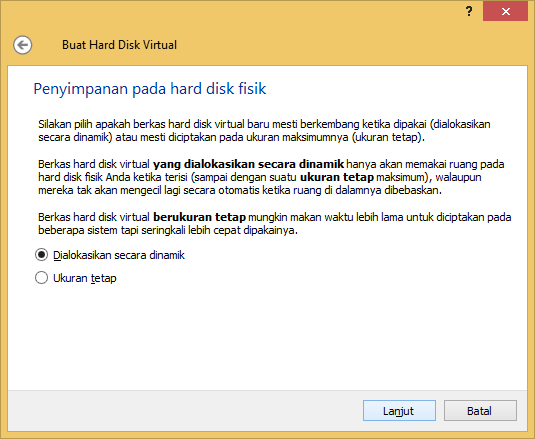 ?
Buat Hard Disk Virtual
Penyimpanan pada hard disk fisik
Silakan pilih apakah berkas hard disk virtual baru mesti berkembang ketika dipakai (dialokasikan
secara dinamik) atau mesti diciptakan pada ukuran maksimumnya (ukuran tetap).
Berkas hard disk virtual yang dialokasikan secara dinamik hanya akan memakai ruang pada
hard disk fisik Anda ketika terisi (sampai dengan suatu ukuran tetap maksimum), walaupun
mereka tak akan mengecil lagi secara otomatis ketika ruang di dalamnya dibebaskan.
Berkas hard disk virtual berukuran tetap mungkin makan waktu lebih lama untuk diciptakan pada
beberapa sistem tapi seringkali lebih cepat dipakainya.
Dialokasikan secara dinamik
Ukuran tetap
Lanjut Batal